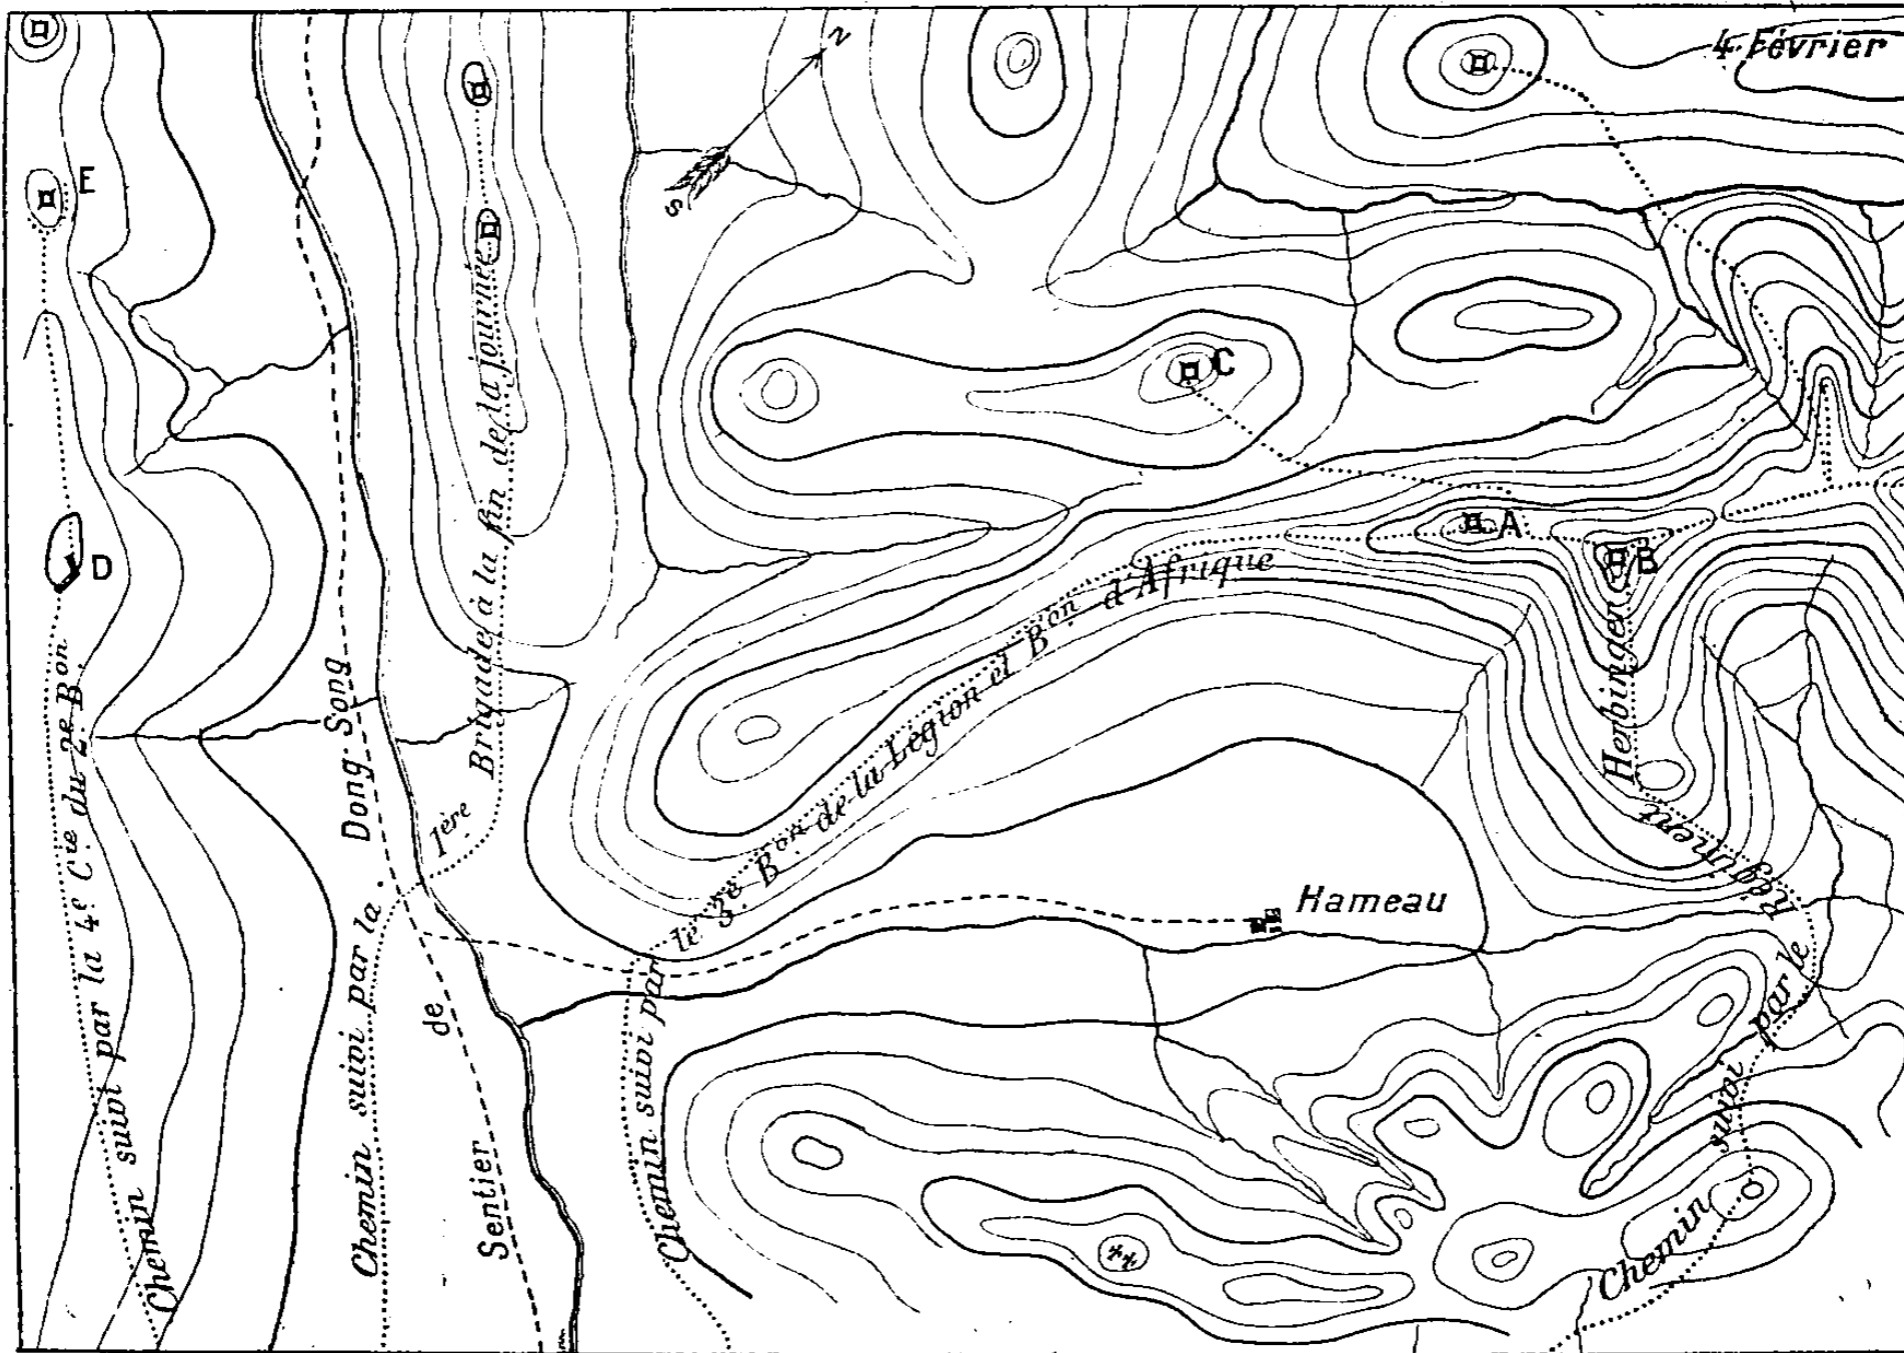 4 Février
N
S
E
C
A
B
D
Chemin suivi par la 4e Cie du 2e Bon
Chemin suivi par la 1ère Brigade à la fin de la journée
Sentier de Dong Song
Chemin suivi par le 3e Bon de la Légion et Bon d'Afrique
Hameau
Chemin suivi par le Régiment Herbinger